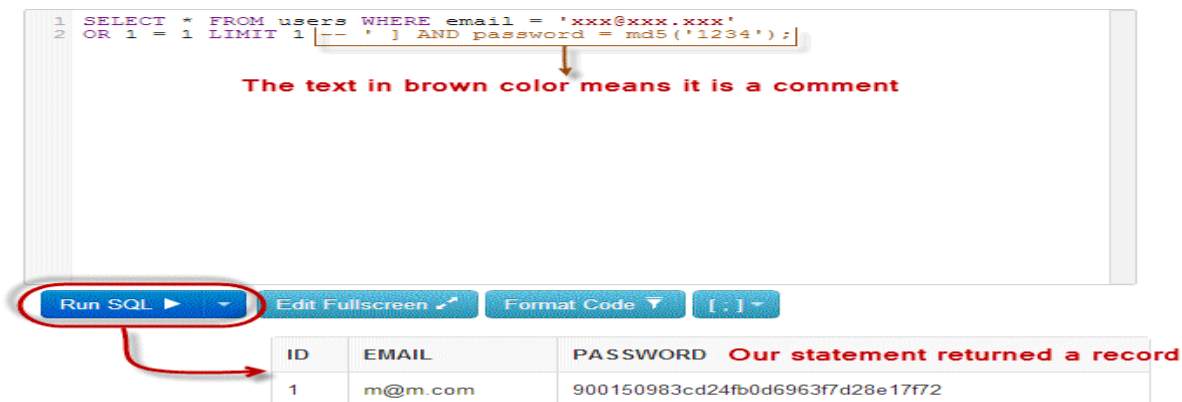 1 SELECT * FROM users WHERE email = 'xxx@xxx.xxx'
2 OR 1 = 1 LIMIT 1 -- ' ] AND password = md5('1234');
The text in brown color means it is a comment
Run SQL Edit Fullscreen Format Code [ ; ]
ID EMAIL PASSWORD Our statement returned a record
1 m@m.com 900150983cd24fb0d6963f7d28e17f72